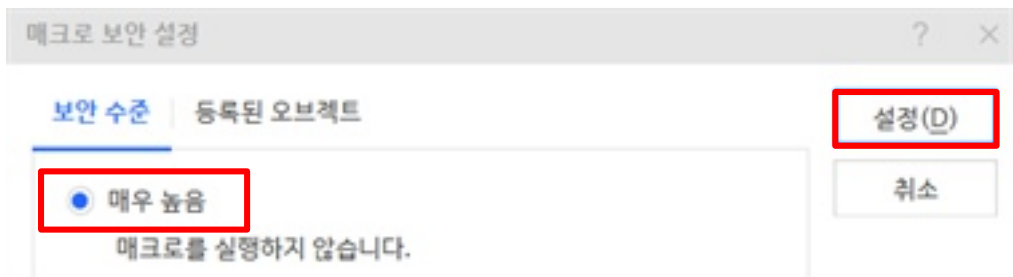 매크로 보안 설정 ? ×
보안 수준 등록된 오브젝트
설정(D)
매우 높음
취소
매크로를 실행하지 않습니다.